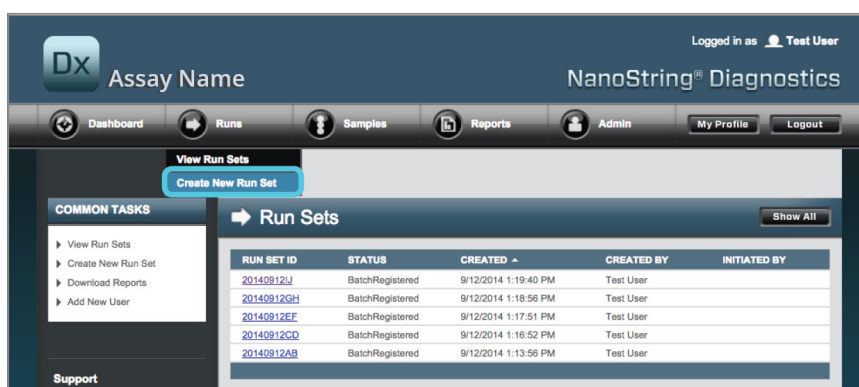 Logged in as Test User
Dx Assay Name
NanoString® Diagnostics
Dashboard Runs Samples Reports Admin My Profile Logout
View Run Sets
Create New Run Set
COMMON TASKS
View Run Sets
Create New Run Set
Download Reports
Add New User
Support
Run Sets Show All
RUN SET ID STATUS CREATED CREATED BY INITIATED BY
20140912IJ BatchRegistered 9/12/2014 1:19:40 PM Test User
20140912GH BatchRegistered 9/12/2014 1:18:56 PM Test User
20140912EF BatchRegistered 9/12/2014 1:17:51 PM Test User
20140912CD BatchRegistered 9/12/2014 1:16:52 PM Test User
20140912AB BatchRegistered 9/12/2014 1:13:56 PM Test User